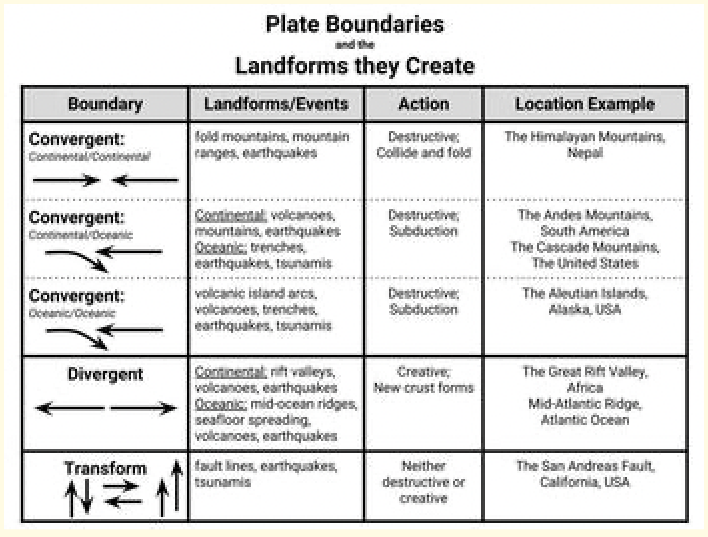 Plate Boundaries
and the
Landforms they Create
Boundary
Landforms/Events
Action
Location Example
Convergent:
Continental/Continental
fold mountains, mountain
ranges, earthquakes
Destructive;
Collide and fold
The Himalayan Mountains,
Nepal
Convergent:
Continental/Oceanic
Continental: volcanoes,
mountains, earthquakes
Oceanic: trenches,
earthquakes, tsunamis
Destructive;
Subduction
The Andes Mountains,
South America
The Cascade Mountains,
The United States
Convergent:
Oceanic/Oceanic
volcanic island arcs,
volcanoes, trenches,
earthquakes, tsunamis
Destructive;
Subduction
The Aleutian Islands,
Alaska, USA
Divergent
Continental: rift valleys,
volcanoes, earthquakes
Oceanic: mid-ocean ridges,
seafloor spreading,
volcanoes, earthquakes
Creative;
New crust forms
The Great Rift Valley,
Africa
Mid-Atlantic Ridge,
Atlantic Ocean
Transform
fault lines, earthquakes,
tsunamis
Neither
destructive or
creative
The San Andreas Fault,
California, USA